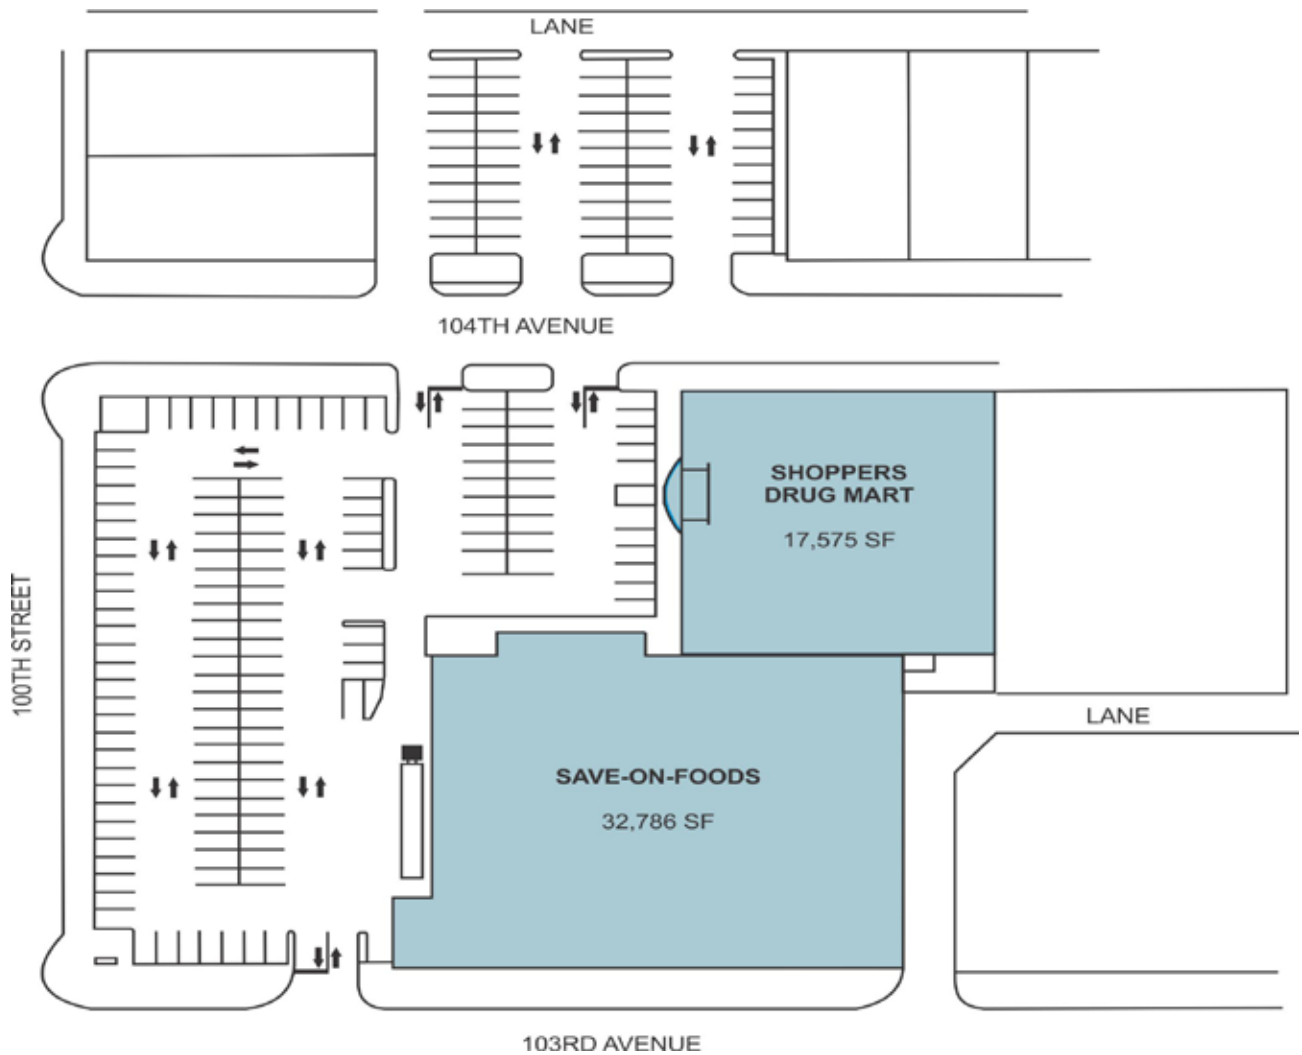 LANE
104TH AVENUE
SHOPPERS
DRUG MART
17,575 SF
100TH STREET
LANE
SAVE-ON-FOODS
32,786 SF
103RD AVENUE